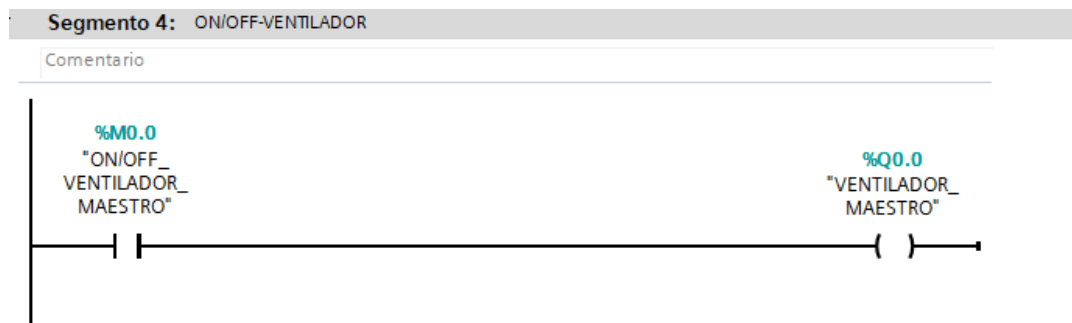 Segmento 4: ON/OFF-VENTILADOR
Comentario
%M0.0
"ON/OFF_
VENTILADOR_
MAESTRO"
%Q0.0
"VENTILADOR_
MAESTRO"